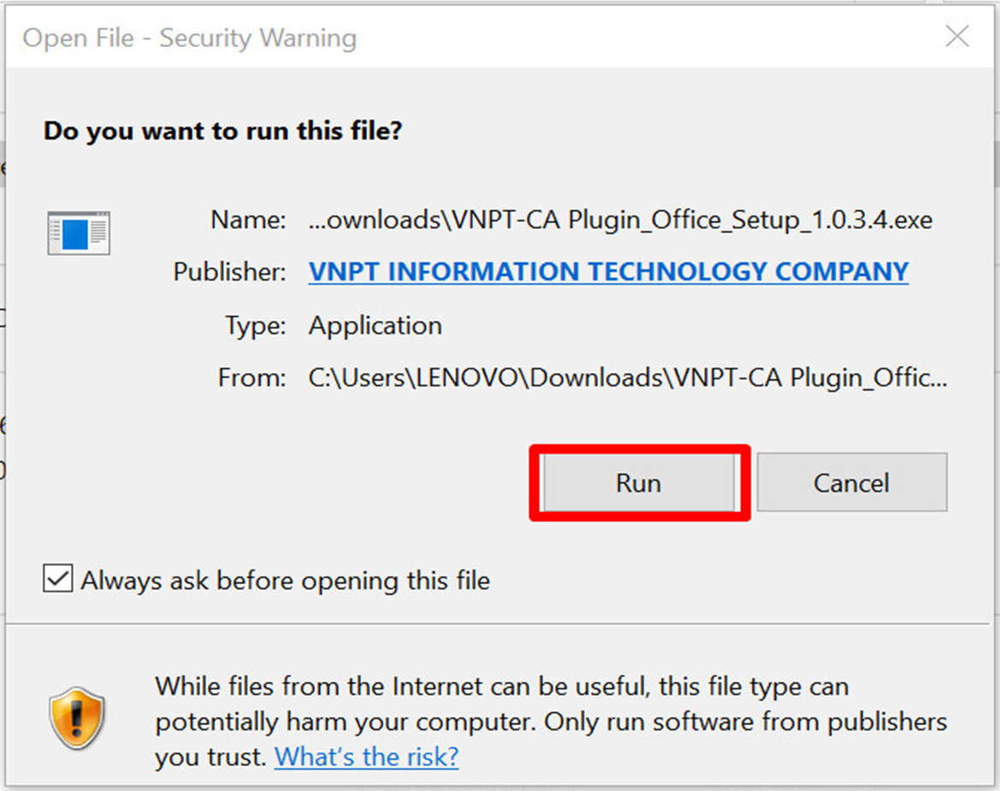 Open File - Security Warning
Do you want to run this file?
Name: ...ownloads\VNPT-CA Plugin_Office_Setup_1.0.3.4.exe
Publisher: VNPT INFORMATION TECHNOLOGY COMPANY
Type: Application
From: C:\Users\LENOVO\Downloads\VNPT-CA Plugin_Offic...
Run Cancel
Always ask before opening this file
While files from the Internet can be useful, this file type can
potentially harm your computer. Only run software from publishers
you trust. What's the risk?